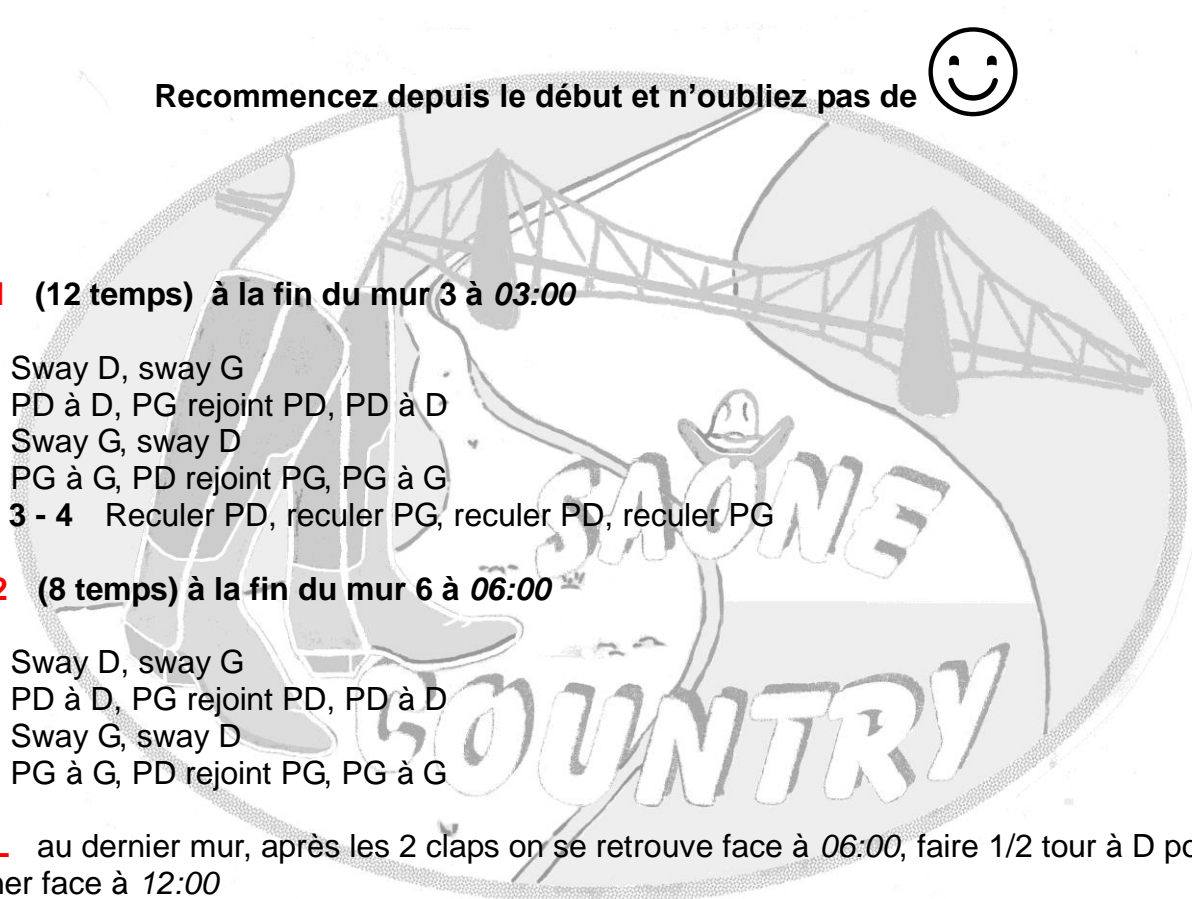 Recommencez depuis le début et n'oubliez pas de
(12 temps) à la fin du mur 3 à 03:00
Sway D, sway G
PD à D, PG rejoint PD, PD à D
Sway G, sway D
PG à G, PD rejoint PG, PG à G
3 - 4 Reculer PD, reculer PG, reculer PD, reculer PG
2 (8 temps) à la fin du mur 6 à 06:00
Sway D, sway G
PD à D, PG rejoint PD, PD à D
Sway G, sway D
PG à G, PD rejoint PG, PG à G
au dernier mur, après les 2 claps on se retrouve face à 06:00, faire 1/2 tour à D po
er face à 12:00
SAONE
COUNTRY